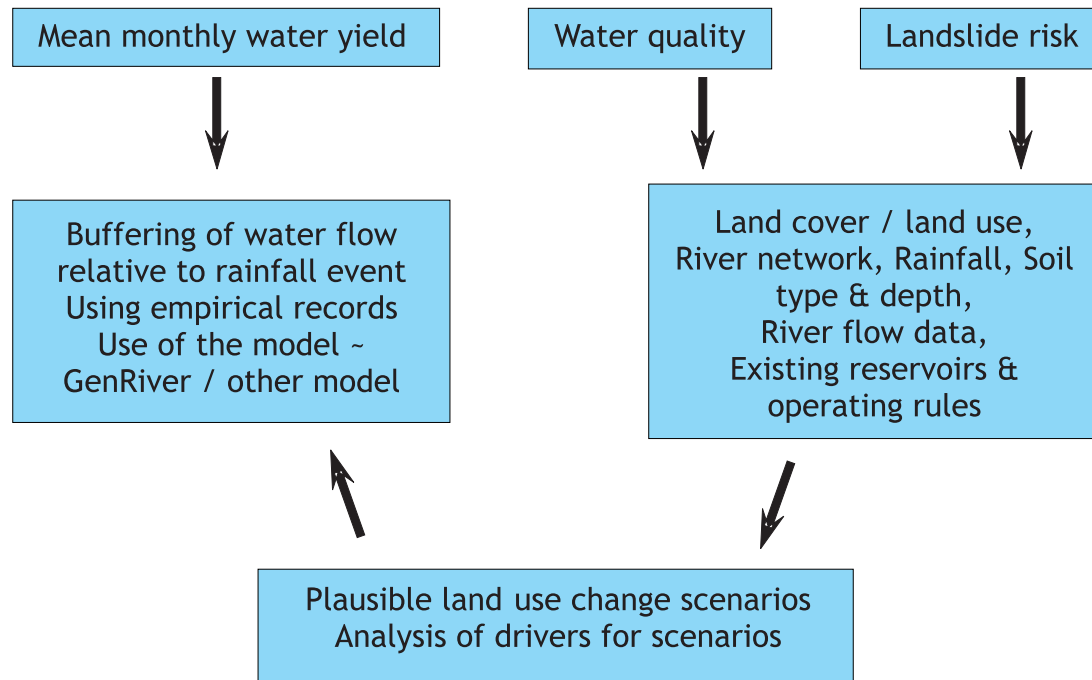 Mean monthly water yield
Water quality
Landslide risk
Buffering of water flow
relative to rainfall event
Using empirical records
Use of the model ~
GenRiver / other model
Land cover / land use,
River network, Rainfall, Soil
type & depth,
River flow data,
Existing reservoirs &
operating rules
Plausible land use change scenarios
Analysis of drivers for scenarios